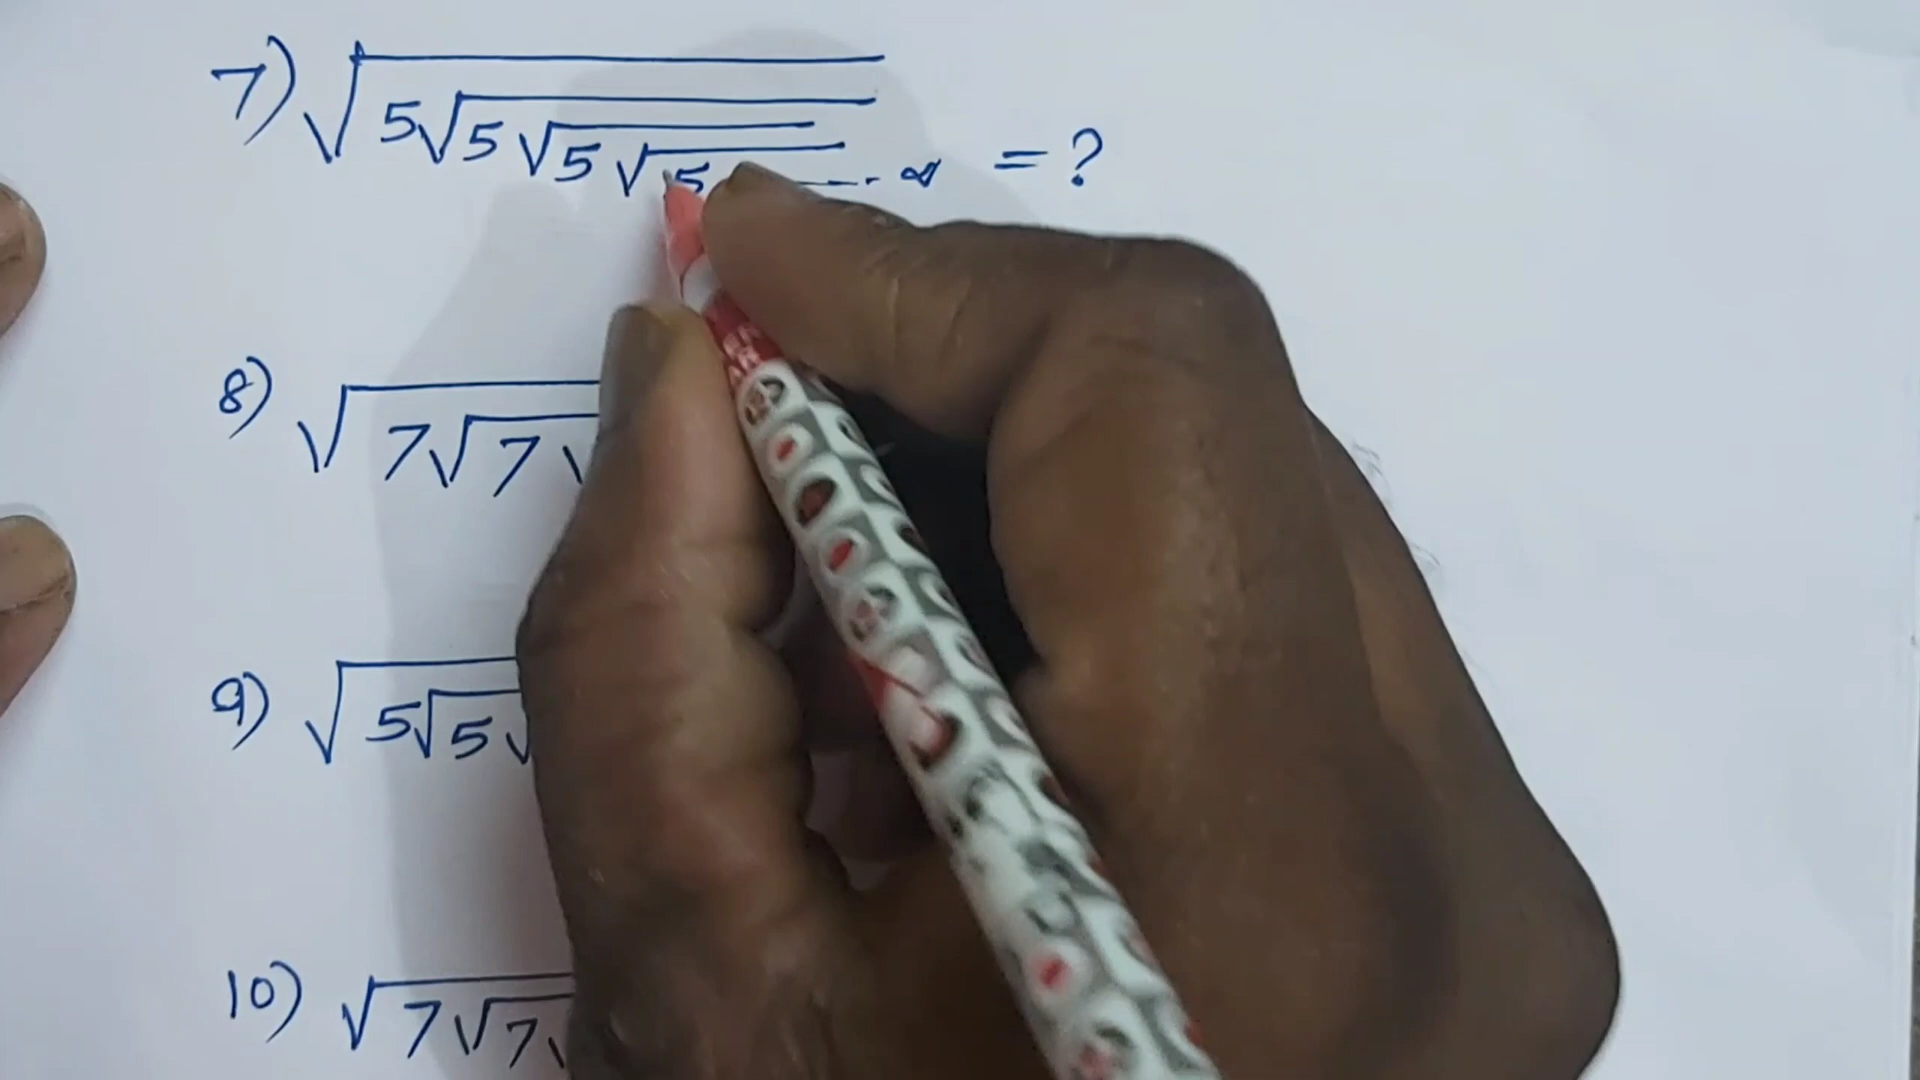 7) √5√5√5√5 --- ∞ = ?
8) √7√7√
9) √5√5√
10) √7√7√